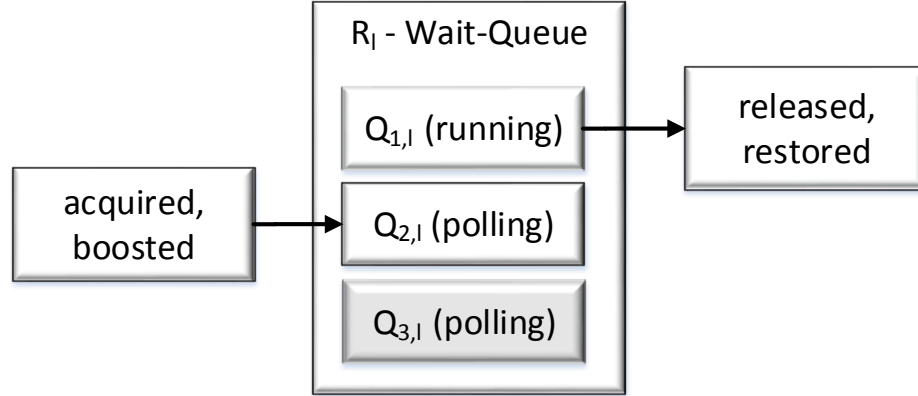 R_l - Wait-Queue
Q_{1,l} (running)
released,
restored
acquired,
boosted
Q_{2,l} (polling)
Q_{3,l} (polling)